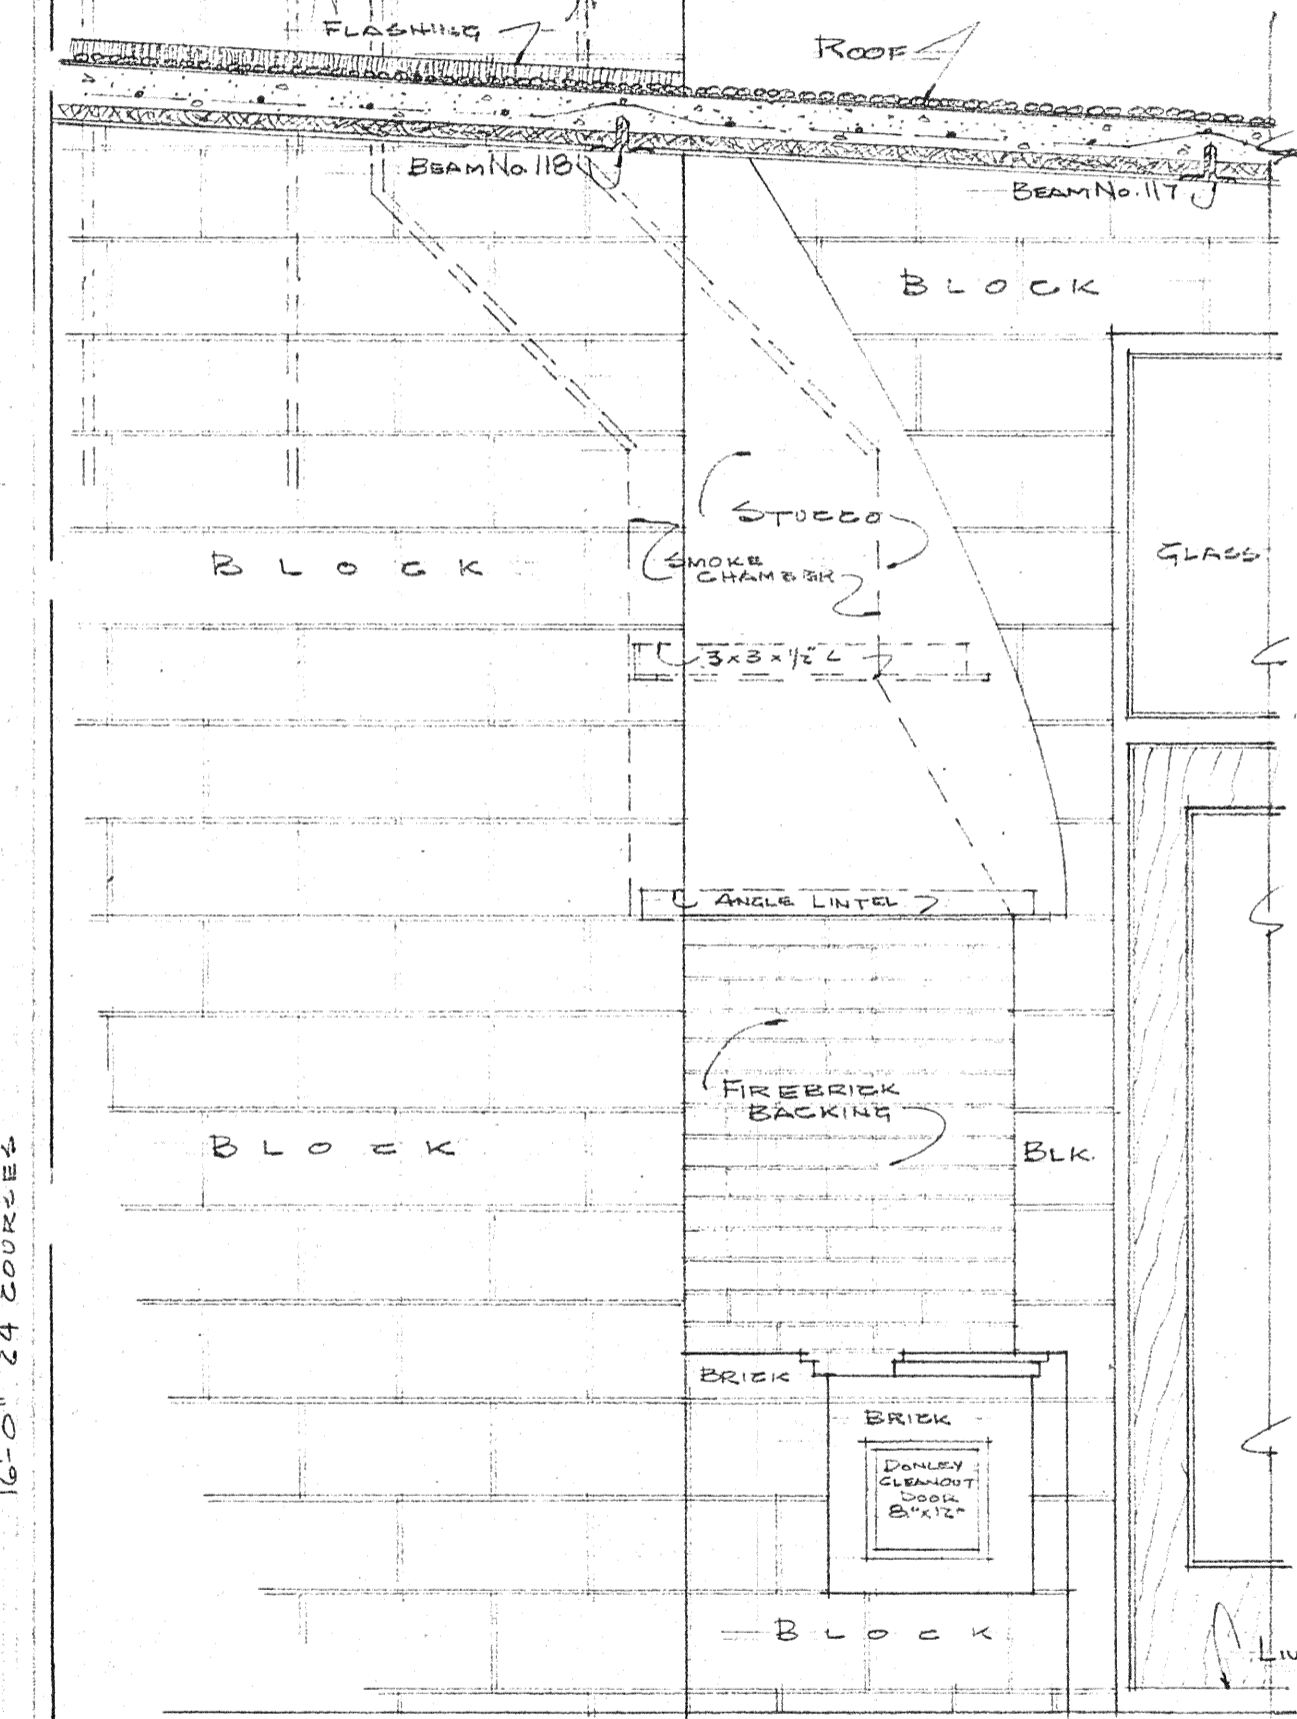 FLASHING
ROOF
BEAM No. 118
BEAM No. 117
BLOCK
GLASS
STUCCO
BLOCK
SMOKE
CHAMBER
3 x 3 x 1/2" L
ANGLE LINTEL
FIREBRICK
BACKING
BLOCK
BLK.
16'-0" 24 COURSES
BRICK
BRICK
DONLEY
CLEANOUT
DOOR
8"x12"
BLOCK